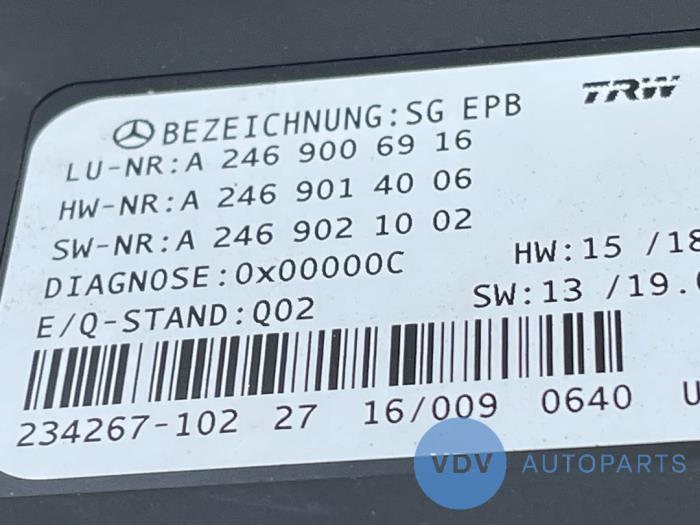 BEZEICHNUNG:SG EPB
TRW
LU-NR:A 246 900 69 16
HW-NR:A 246 901 40 06
SW-NR:A 246 902 10 02
DIAGNOSE:0x00000C
HW:15 /18
E/Q-STAND:Q02
SW:13 /19.
234267-102 27 16/009 0640 U
VDV AUTOPARTS